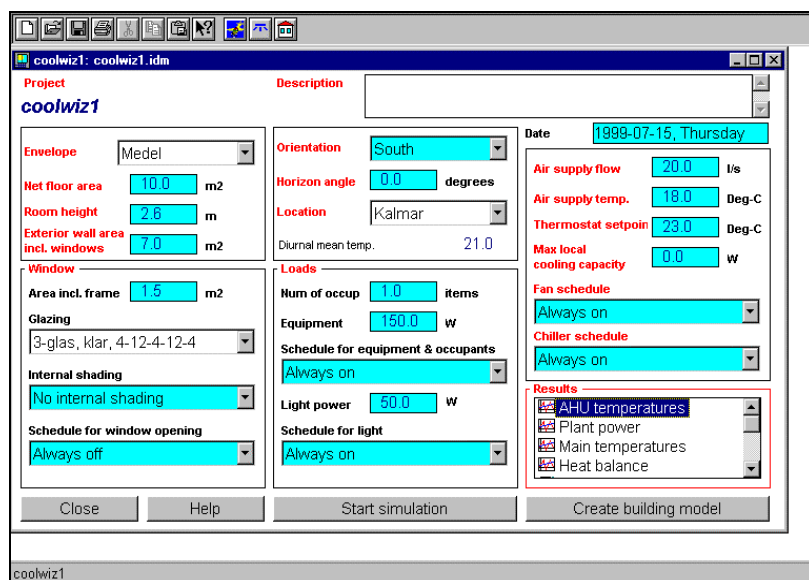 coolwiz1: coolwiz1.idm
Project
coolwiz1
Description
Date
1999-07-15, Thursday
Envelope
Medel
Net floor area
10.0
m2
Room height
2.6
m
Exterior wall area
incl. windows
7.0
m2
Orientation
South
Horizon angle
0.0
degrees
Location
Kalmar
Diurnal mean temp.
21.0
Air supply flow
20.0
l/s
Air supply temp.
18.0
Deg-C
Thermostat setpoin
23.0
Deg-C
Max local
cooling capacity
0.0
W
Fan schedule
Always on
Chiller schedule
Always on
Window
Area incl. frame
1.5
m2
Glazing
3-glas, klar, 4-12-4-12-4
Internal shading
No internal shading
Schedule for window opening
Always off
Loads
Num of occup
1.0
items
Equipment
150.0
W
Schedule for equipment & occupants
Always on
Light power
50.0
W
Schedule for light
Always on
Results
AHU temperatures
Plant power
Main temperatures
Heat balance
Close
Help
Start simulation
Create building model
coolwiz1